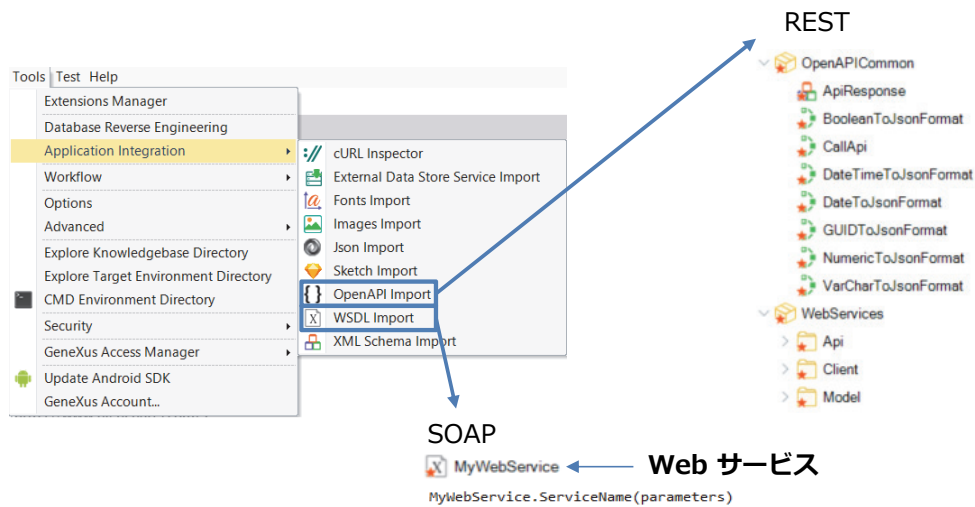 REST
Tools Test Help
Extensions Manager
Database Reverse Engineering
Application Integration
Workflow
Options
Advanced
Explore Knowledgebase Directory
Explore Target Environment Directory
CMD Environment Directory
Security
GeneXus Access Manager
Update Android SDK
GeneXus Account...
cURL Inspector
External Data Store Service Import
Fonts Import
Images Import
Json Import
Sketch Import
OpenAPI Import
WSDL Import
XML Schema Import
OpenAPICommon
ApiResponse
BooleanToJsonFormat
CallApi
DateTimeToJsonFormat
DateToJsonFormat
GUIDToJsonFormat
NumericToJsonFormat
VarCharToJsonFormat
WebServices
Api
Client
Model
SOAP
MyWebService
Web サービス
MyWebService.ServiceName(parameters)